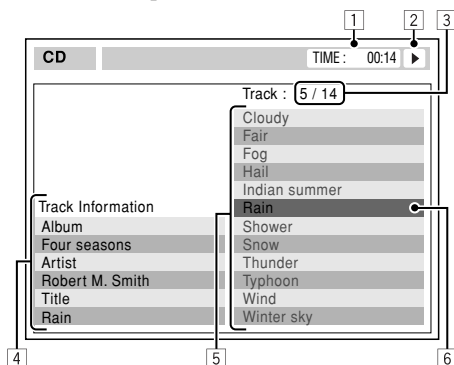 1 2 3
CD
TIME : 00:14
Track : 5 / 14
Cloudy
Fair
Fog
Hail
Indian summer
Rain
Shower
Snow
Thunder
Typhoon
Wind
Winter sky
Track Information
Album
Four seasons
Artist
Robert M. Smith
Title
Rain
4 5 6